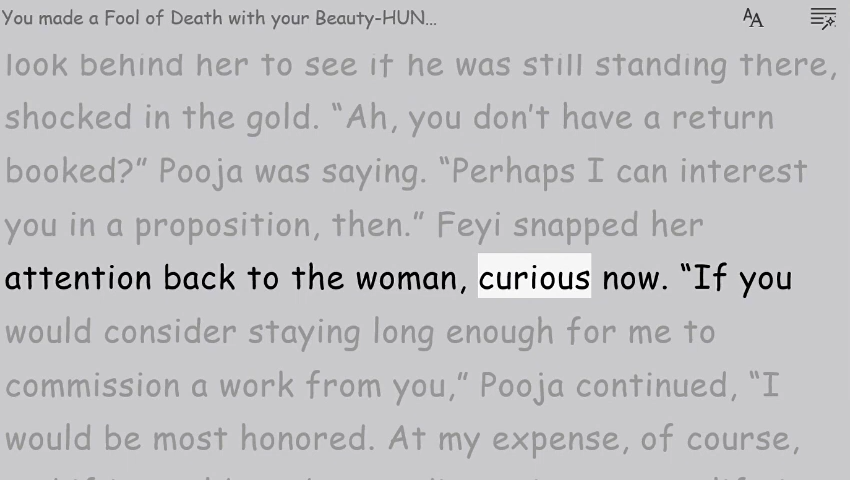 You made a Fool of Death with your Beauty-HUN...
look behind her to see if he was still standing there,
shocked in the gold. “Ah, you don’t have a return
booked?” Pooja was saying. “Perhaps I can interest
you in a proposition, then.” Feyi snapped her
attention back to the woman, curious now. “If you
would consider staying long enough for me to
commission a work from you,” Pooja continued, “I
would be most honored. At my expense, of course,